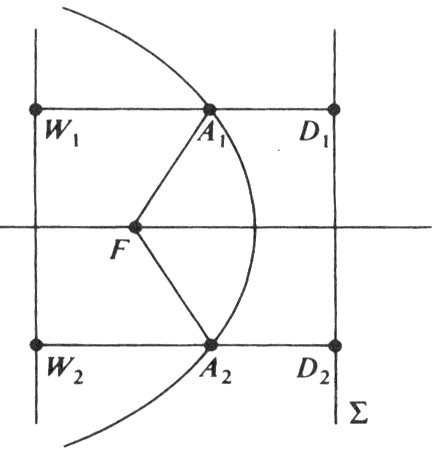 W₁ A₁ D₁
F
W₂ A₂ D₂
Σ